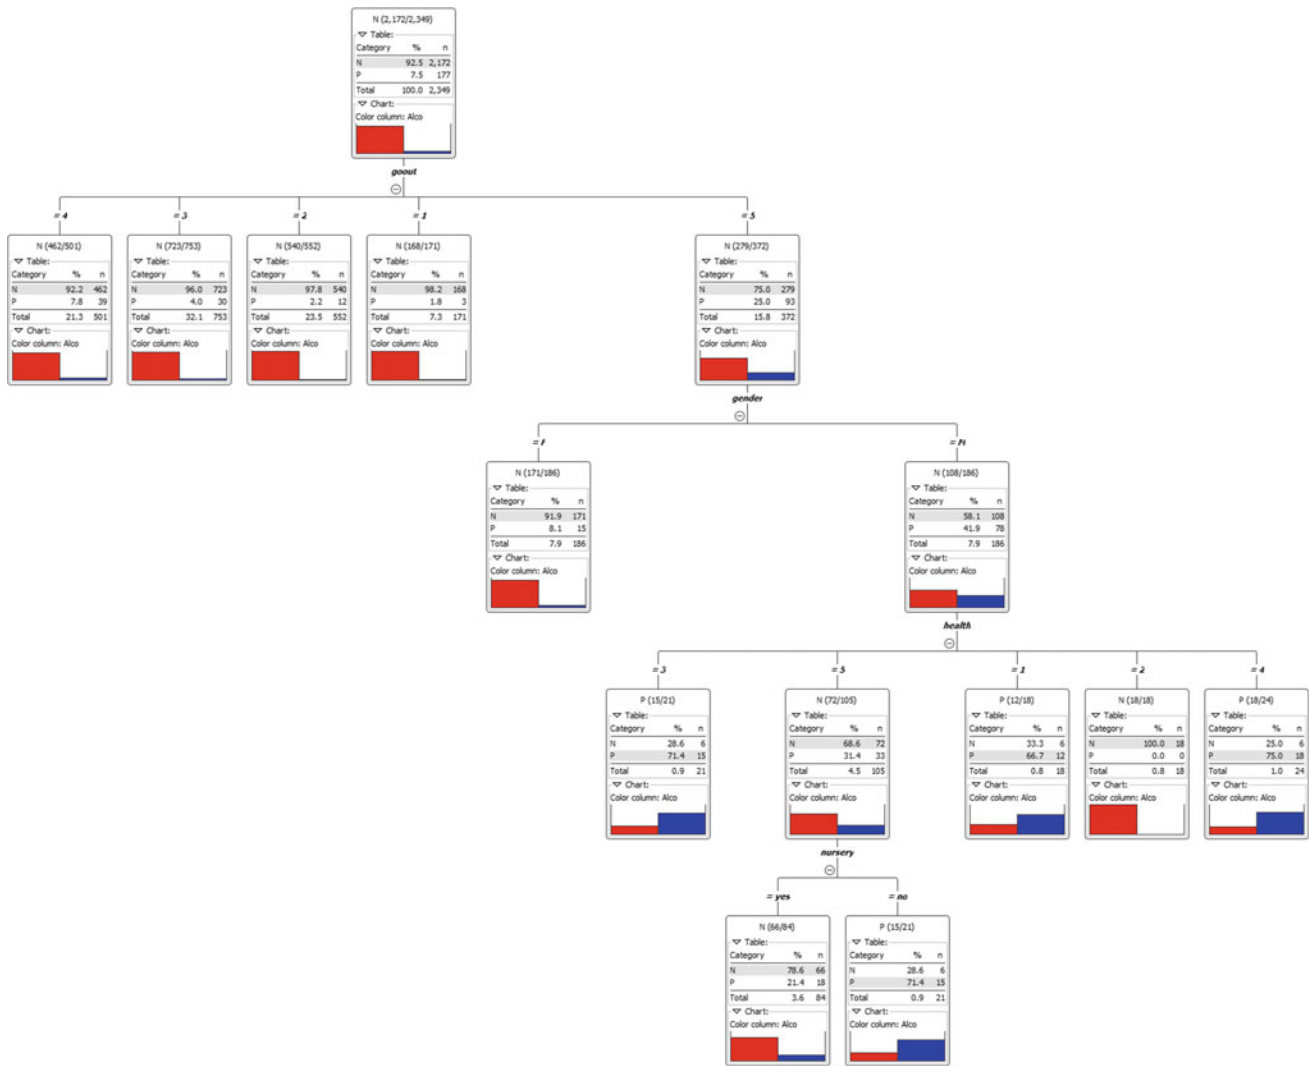 N (2,172/2,349)
Table:
Category % n
N 92.5 2,172
P 7.5 177
Total 100.0 2,349
Chart:
Color column: Alco
goout
= 4
= 3
= 2
= 1
= 5
N (462/501)
Table:
Category % n
N 92.2 462
P 7.8 39
Total 21.3 501
Chart:
Color column: Alco
N (723/753)
Table:
Category % n
N 96.0 723
P 4.0 30
Total 32.1 753
Chart:
Color column: Alco
N (540/552)
Table:
Category % n
N 97.8 540
P 2.2 12
Total 23.5 552
Chart:
Color column: Alco
N (168/171)
Table:
Category % n
N 98.2 168
P 1.8 3
Total 7.3 171
Chart:
Color column: Alco
N (279/372)
Table:
Category % n
N 75.0 279
P 25.0 93
Total 15.8 372
Chart:
Color column: Alco
gender
= F
= M
N (171/186)
Table:
Category % n
N 91.9 171
P 8.1 15
Total 7.9 186
Chart:
Color column: Alco
N (108/186)
Table:
Category % n
N 58.1 108
P 41.9 78
Total 7.9 186
Chart:
Color column: Alco
health
= 3
= 5
= 1
= 2
= 4
P (15/21)
Table:
Category % n
N 28.6 6
P 71.4 15
Total 0.9 21
Chart:
Color column: Alco
N (72/105)
Table:
Category % n
N 68.6 72
P 31.4 33
Total 4.5 105
Chart:
Color column: Alco
P (12/18)
Table:
Category % n
N 33.3 6
P 66.7 12
Total 0.8 18
Chart:
Color column: Alco
N (18/18)
Table:
Category % n
N 100.0 18
P 0.0 0
Total 0.8 18
Chart:
Color column: Alco
P (18/24)
Table:
Category % n
N 25.0 6
P 75.0 18
Total 1.0 24
Chart:
Color column: Alco
nursery
= yes
= no
N (66/84)
Table:
Category % n
N 78.6 66
P 21.4 18
Total 3.6 84
Chart:
Color column: Alco
P (15/21)
Table:
Category % n
N 28.6 6
P 71.4 15
Total 0.9 21
Chart:
Color column: Alco